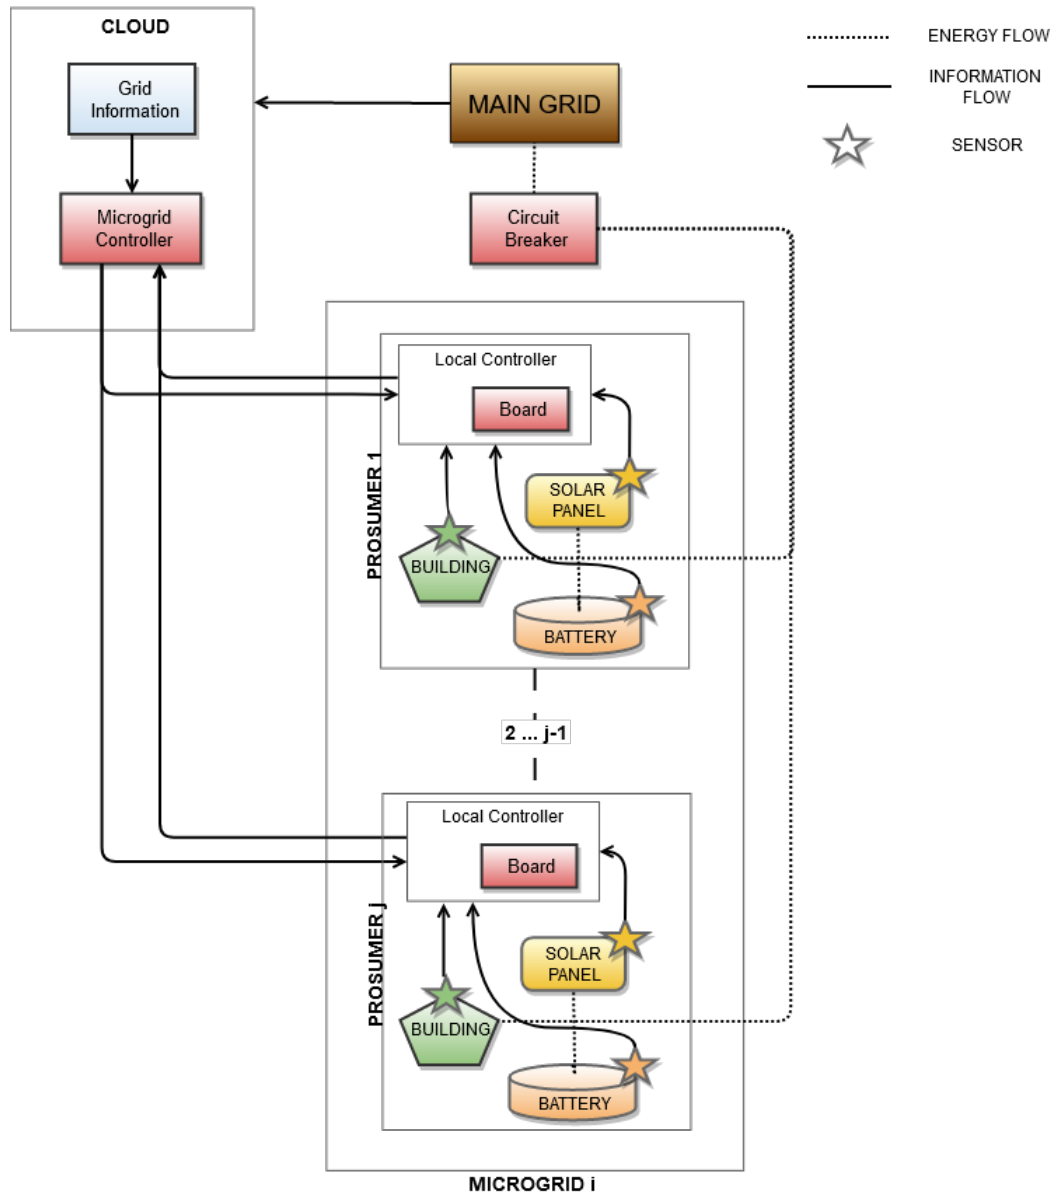 CLOUD
Grid
Information
Microgrid
Controller
MAIN GRID
Circuit
Breaker
ENERGY FLOW
INFORMATION
FLOW
SENSOR
PROSUMER 1
Local Controller
Board
SOLAR
PANEL
BUILDING
BATTERY
2 ... j-1
PROSUMER j
Local Controller
Board
SOLAR
PANEL
BUILDING
BATTERY
MICROGRID i